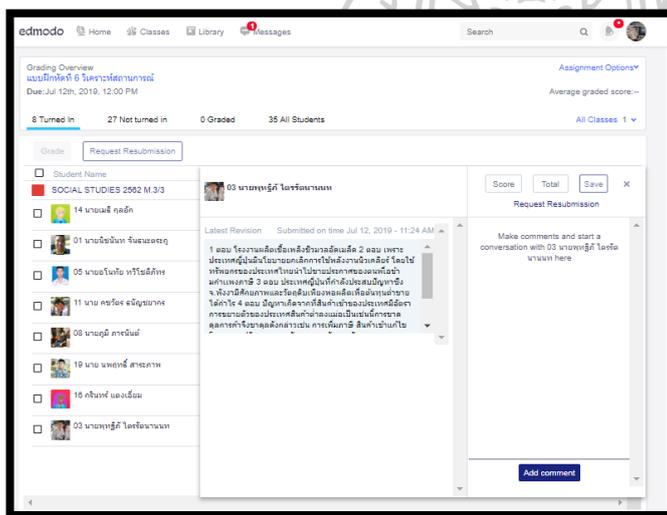 edmodo Home Classes Library Messages Search
Grading Overview
แบบฝึกหัดที่ 6 วิเคราะห์สถานการณ์
Due:Jul 12th, 2019, 12:00 PM
Assignment Options
Average graded score:--
8 Turned In 27 Not turned in 0 Graded 35 All Students All Classes 1
Grade Request Resubmission
Student Name
SOCIAL STUDIES 2562 M.3/3
14 นายเมธี กุลอัก
01 นายนิชนันท จันธนะตระกู
05 นายอโนทัย ทวีโชติภัทร
11 นาย คชวัตร ธนัญชยากร
08 นายภูมิ ภารนันต์
19 นาย นพฤทธิ์ สาระภาพ
16 กรินทร์ แดงเอี่ยม
03 นายพุทฐิภั ไตรรัตนานนท
03 นายพุทฐิภั ไตรรัตนานนท
Latest Revision Submitted on time Jul 12, 2019 - 11:24 AM
1 ตอบ โรงงานผลิตเชื้อเพลิงชีวมวลอัดเม็ด 2 ตอบ เพราะ
ประเทศญี่ปุ่นมีนโยบายยกเลิกการใช้พลังงานนิวเคลียร์ โดยใช้
ทรัพยกรของประเทศไทยนำไปขายประกาศของตนเพื่อข้า
มกำแพงภาษี 3 ตอบ ประเทศญี่ปุ่นที่กำลังประสบปัญหาซึ่ง
จ.พังงามีศักยภาพและวัตถุดิบเพียงพอผลิตเพื่อต้นทุนต่ำขาย
ได้กำไร 4 ตอบ ปัญหาเกิดจากที่สินค้าเข้าของประเทศมีอัตรา
การขยายตัวของประเทศสินค้าต่ำลงแม่อเป็นเช่นนี้การขาด
ดุลการค้าจึงขาดุลดังกล่าวเช่น การเพิ่มภาษี สินค้าเข้าแก้ไข
Score Total Save
Request Resubmission
Make comments and start a
conversation with 03 นายพุทฐิภั ไตรรัต
นานนท here
Add comment